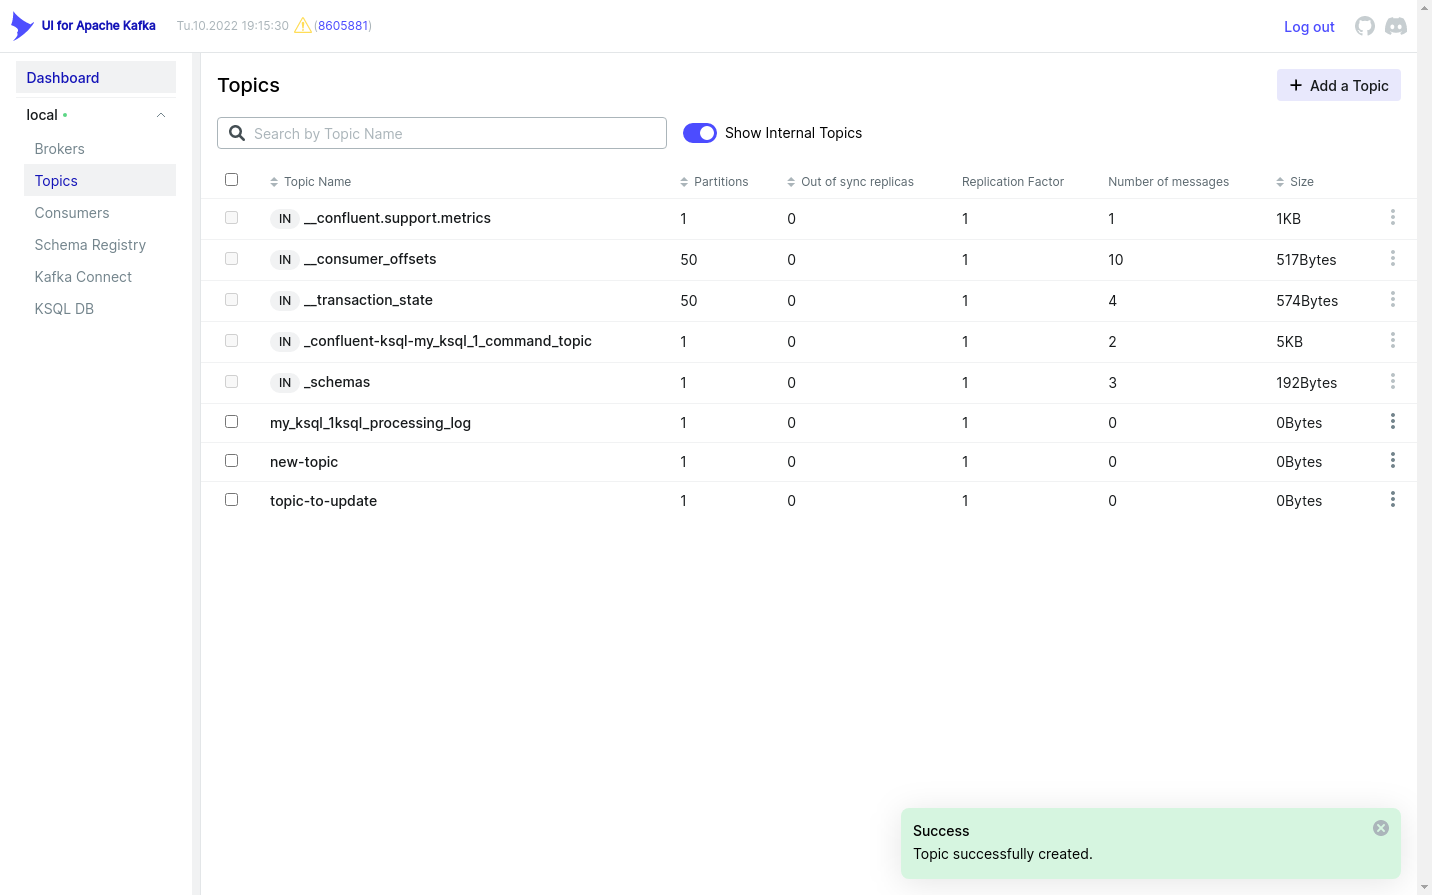 UI for Apache Kafka Tu.10.2022 19:15:30 (8605881) Log out
Dashboard
local
Brokers
Topics
Consumers
Schema Registry
Kafka Connect
KSQL DB
Topics
Add a Topic
Search by Topic Name Show Internal Topics
Topic Name Partitions Out of sync replicas Replication Factor Number of messages Size
IN __confluent.support.metrics 1 0 1 1 1KB
IN __consumer_offsets 50 0 1 10 517Bytes
IN __transaction_state 50 0 1 4 574Bytes
IN _confluent-ksql-my_ksql_1_command_topic 1 0 1 2 5KB
IN _schemas 1 0 1 3 192Bytes
my_ksql_1ksql_processing_log 1 0 1 0 0Bytes
new-topic 1 0 1 0 0Bytes
topic-to-update 1 0 1 0 0Bytes
Success
Topic successfully created.